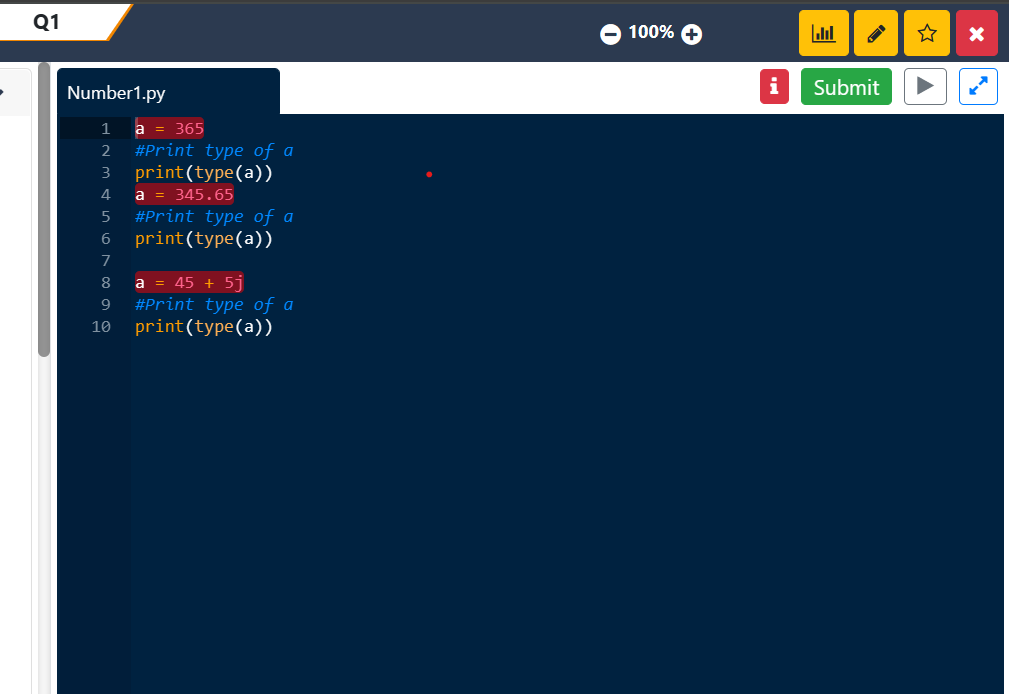 Q1
100%
Number1.py
i
Submit
1 a = 365
2 #Print type of a
3 print(type(a))
4 a = 345.65
5 #Print type of a
6 print(type(a))
7
8 a = 45 + 5j
9 #Print type of a
10 print(type(a))